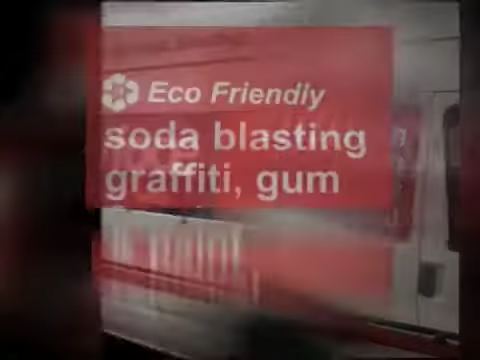 Eco Friendly
soda blasting
graffiti, gum